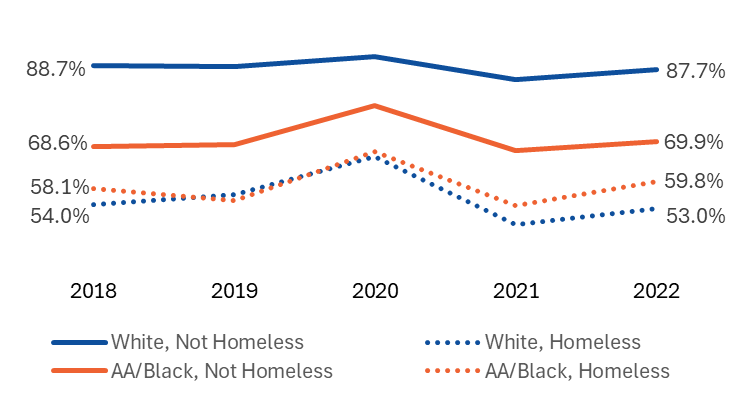 88.7%
87.7%
68.6%
69.9%
58.1%
59.8%
54.0%
53.0%
2018 2019 2020 2021 2022
White, Not Homeless White, Homeless
AA/Black, Not Homeless AA/Black, Homeless